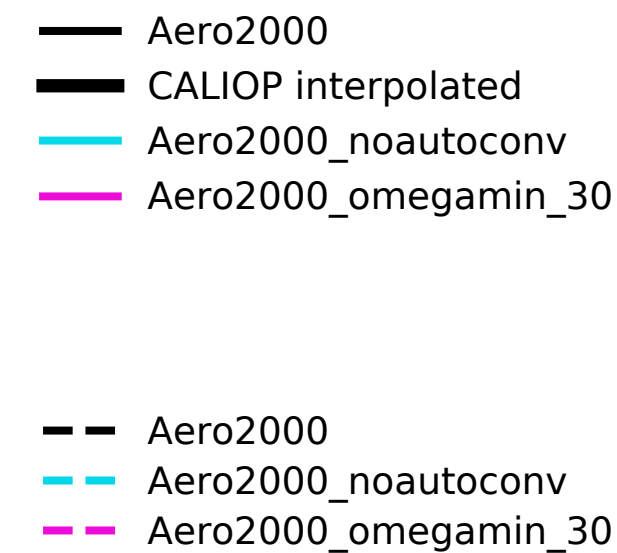 Aero2000
CALIOP interpolated
Aero2000_noautoconv
Aero2000_omegamin_30
Aero2000
Aero2000_noautoconv
Aero2000_omegamin_30